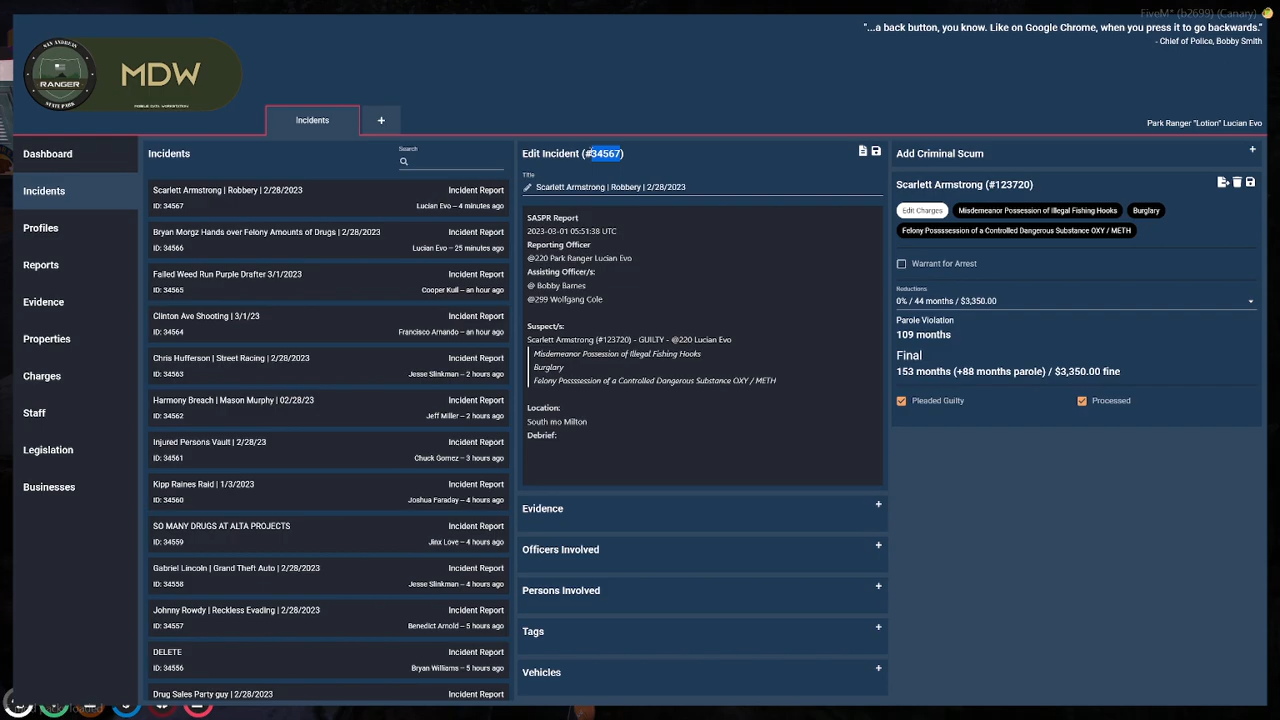 FiveM* (b2699) (Canary)
"...a back button, you know. Like on Google Chrome, when you press it to go backwards."
- Chief of Police, Bobby Smith
SAN ANDREAS
RANGER
STATE PARK
MDW
MOBILE DATA WORKSTATION
Incidents
+
Park Ranger "Lotion" Lucian Evo
Dashboard
Incidents
Profiles
Reports
Evidence
Properties
Charges
Staff
Legislation
Businesses
Incidents
Search
Scarlett Armstrong | Robbery | 2/28/2023 Incident Report
ID: 34567 Lucian Evo – 4 minutes ago
Bryan Morgz Hands over Felony Amounts of Drugs | 2/28/2023 Incident Report
ID: 34566 Lucian Evo – 25 minutes ago
Failed Weed Run Purple Drafter 3/1/2023 Incident Report
ID: 34565 Cooper Kull – an hour ago
Clinton Ave Shooting | 3/1/23 Incident Report
ID: 34564 Francisco Arnando – an hour ago
Chris Hufferson | Street Racing | 2/28/2023 Incident Report
ID: 34563 Jesse Slinkman – 2 hours ago
Harmony Breach | Mason Murphy | 02/28/23 Incident Report
ID: 34562 Jeff Miller – 2 hours ago
Injured Persons Vault | 2/28/23 Incident Report
ID: 34561 Chuck Gomez – 3 hours ago
Kipp Raines Raid | 1/3/2023 Incident Report
ID: 34560 Joshua Faraday – 4 hours ago
SO MANY DRUGS AT ALTA PROJECTS Incident Report
ID: 34559 Jinx Love – 4 hours ago
Gabriel Lincoln | Grand Theft Auto | 2/28/2023 Incident Report
ID: 34558 Jesse Slinkman – 4 hours ago
Johnny Rowdy | Reckless Evading | 2/28/2023 Incident Report
ID: 34557 Benedict Arnold – 5 hours ago
DELETE Incident Report
ID: 34556 Bryan Williams – 5 hours ago
Drug Sales Party guy | 2/28/2023 Incident Report
Edit Incident (#34567)
Title
Scarlett Armstrong | Robbery | 2/28/2023
SASPR Report
2023-03-01 05:51:38 UTC
Reporting Officer
@220 Park Ranger Lucian Evo
Assisting Officer/s:
@ Bobby Barnes
@299 Wolfgang Cole
Suspect/s:
Scarlett Armstrong (#123720) - GUILTY - @220 Lucian Evo
Misdemeanor Possession of Illegal Fishing Hooks
Burglary
Felony Posssession of a Controlled Dangerous Substance OXY / METH
Location:
South mo Milton
Debrief:
Evidence +
Officers Involved +
Persons Involved +
Tags +
Vehicles +
Add Criminal Scum +
Scarlett Armstrong (#123720)
Edit Charges Misdemeanor Possession of Illegal Fishing Hooks Burglary
Felony Posssession of a Controlled Dangerous Substance OXY / METH
Warrant for Arrest
Reductions
0% / 44 months / $3,350.00
Parole Violation
109 months
Final
153 months (+88 months parole) / $3,350.00 fine
Pleaded Guilty Processed
loaded